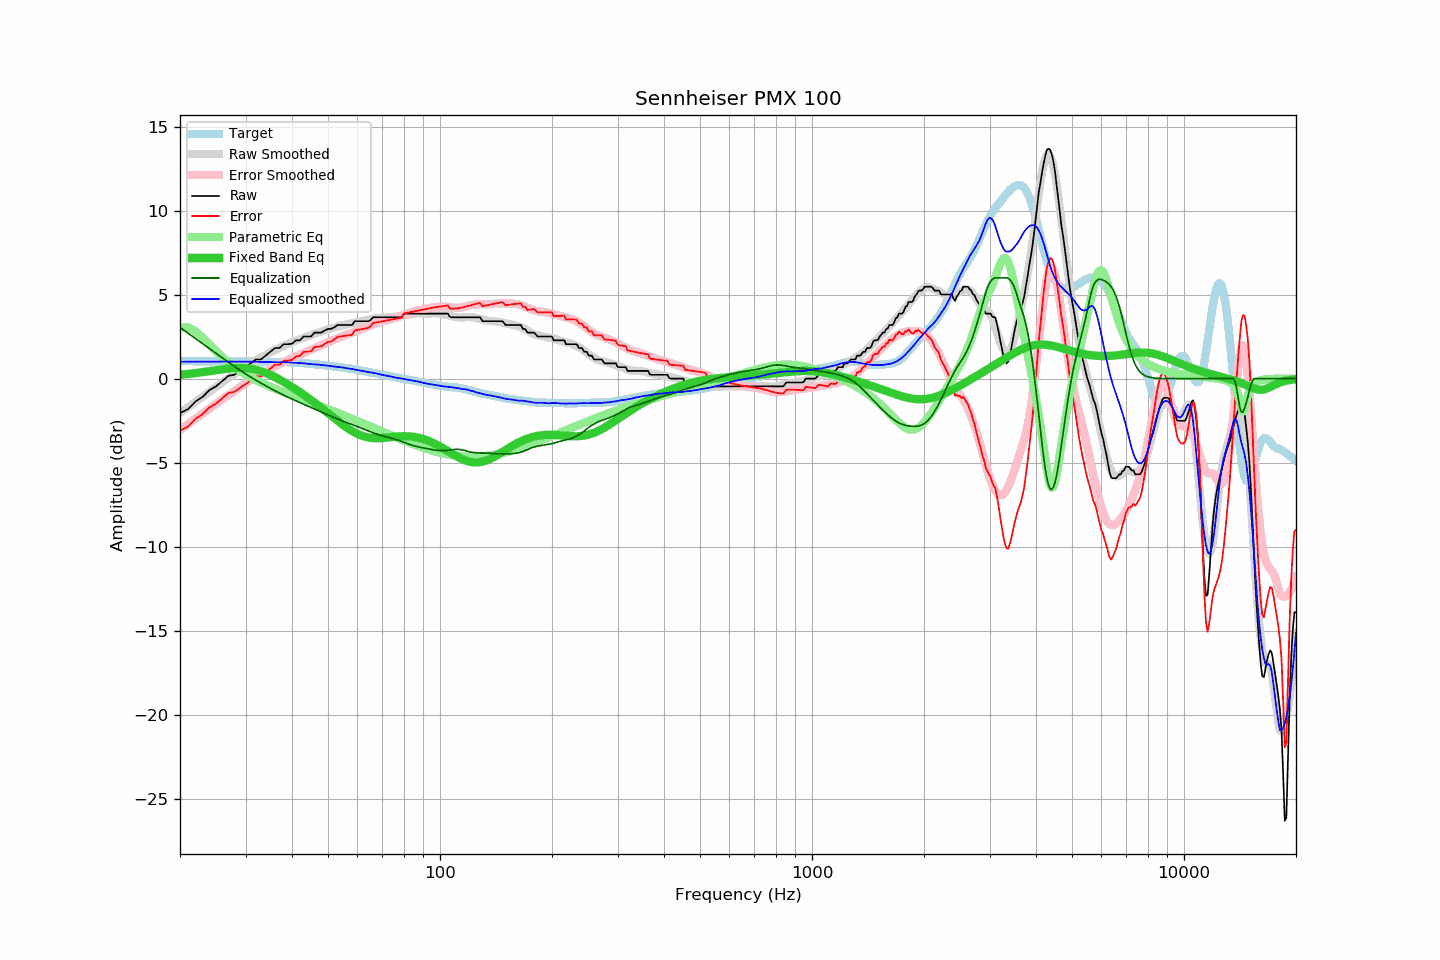 Sennheiser PMX 100
Target
Raw Smoothed
Error Smoothed
Raw
Error
Parametric Eq
Fixed Band Eq
Equalization
Equalized smoothed
15
10
5
0
−5
−10
−15
−20
−25
Amplitude (dBr)
100
1000
10000
Frequency (Hz)